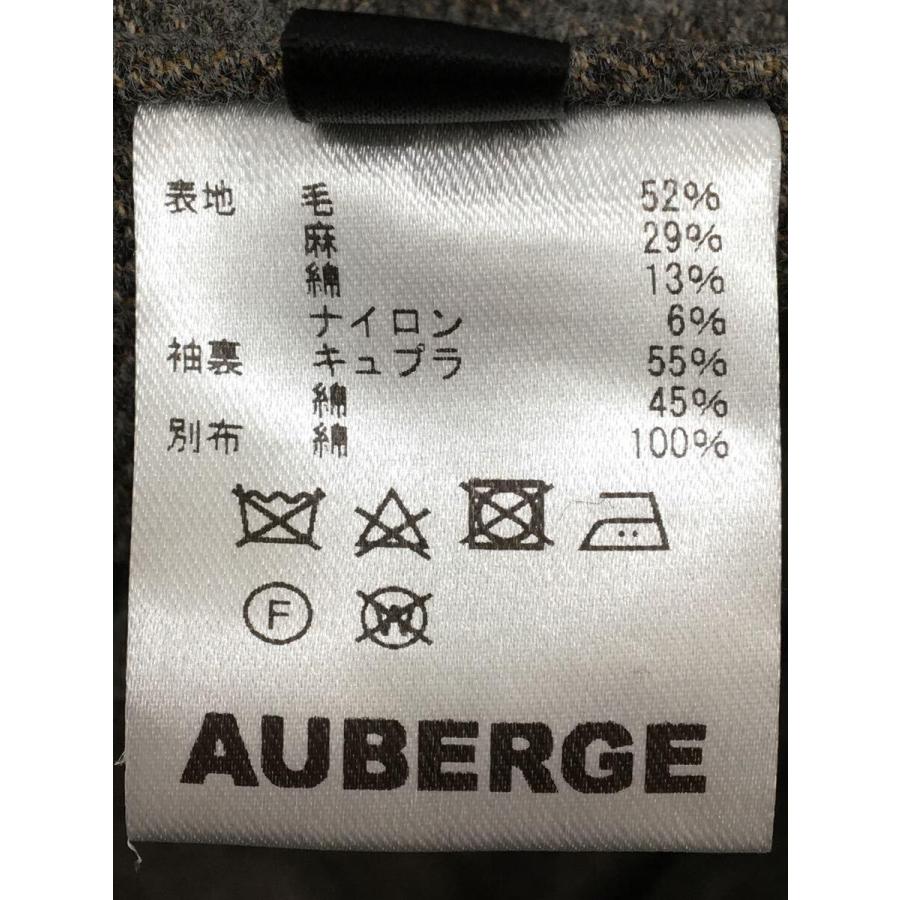 表地 毛 52%
麻 29%
綿 13%
ナイロン 6%
袖裏 キュプラ 55%
綿 45%
別布 綿 100%
F W
AUBERGE